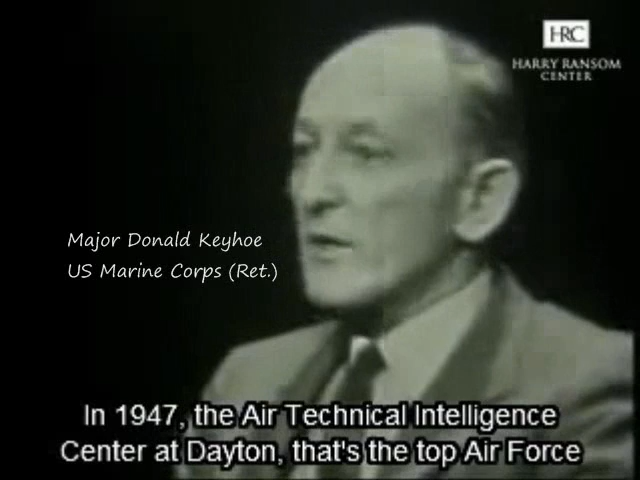 HRC
HARRY RANSOM
CENTER
Major Donald Keyhoe
US Marine Corps (Ret.)
In 1947, the Air Technical Intelligence
Center at Dayton, that's the top Air Force